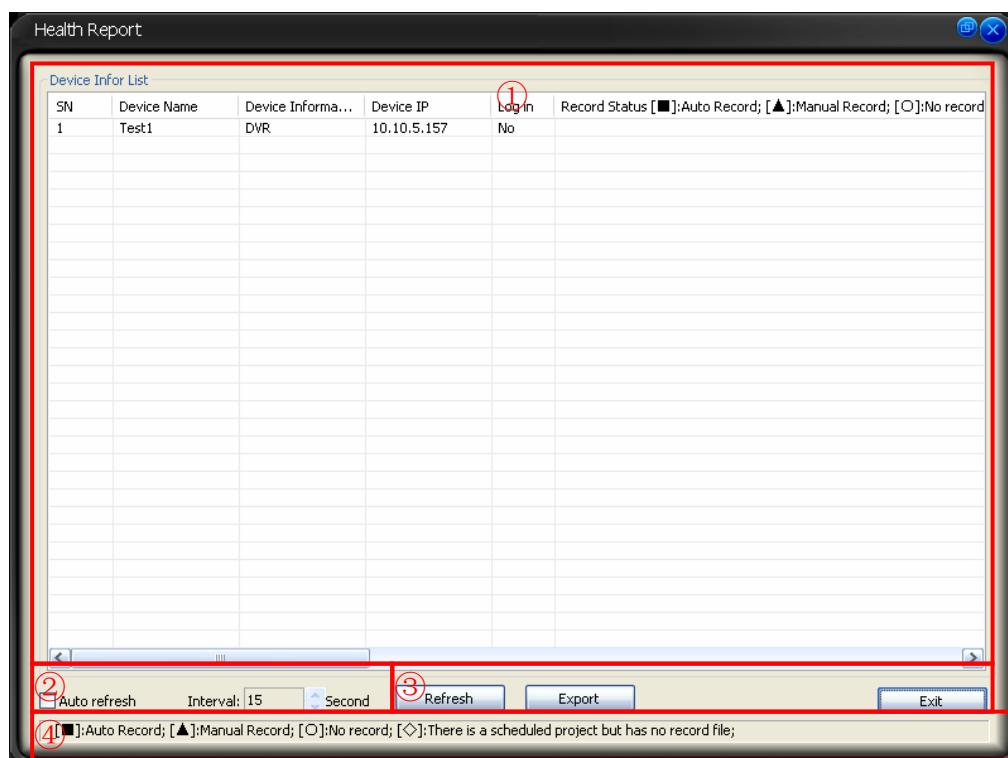 Health Report
Device Infor List
①
SN Device Name Device Informa... Device IP Log in Record Status [■]:Auto Record; [▲]:Manual Record; [○]:No record
1 Test1 DVR 10.10.5.157 No
② ③
Auto refresh Interval: 15 Second Refresh Export Exit
④ [■]:Auto Record; [▲]:Manual Record; [○]:No record; [◇]:There is a scheduled project but has no record file;